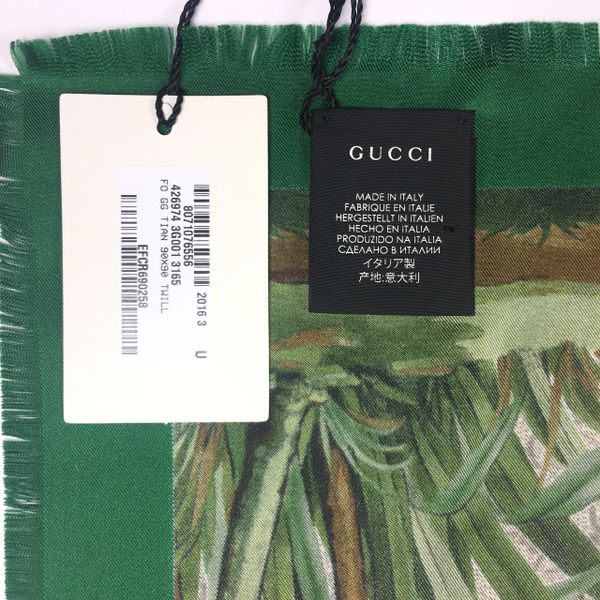 8071076556
426974 3G001 3165
FO GG TIAN 90X90 TWILL
2016 3
U
EFCR690258
GUCCI
MADE IN ITALY
FABRIQUE EN ITALIE
HERGESTELLT IN ITALIEN
HECHO EN ITALIA
PRODUZIDO NA ITALIA
СДЕЛАНО В ИТАЛИИ
イタリア製
产地:意大利